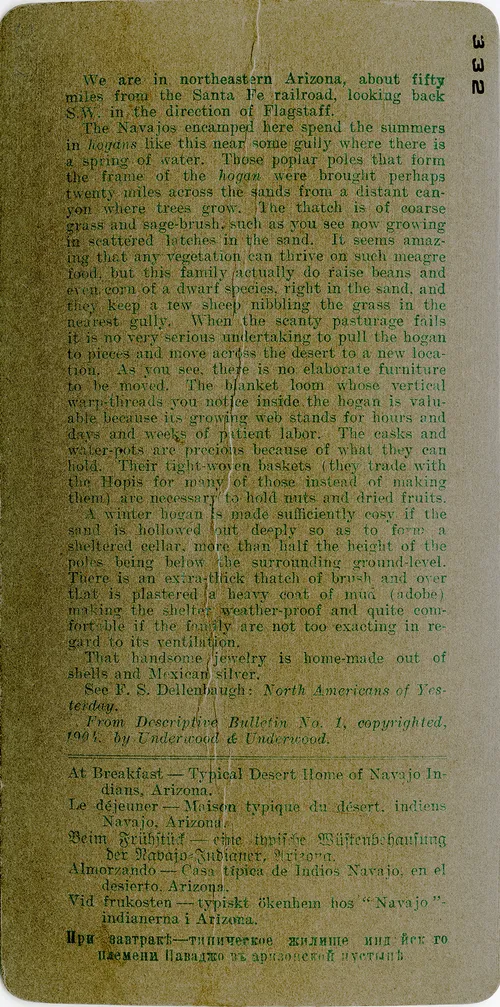 332
We are in northeastern Arizona, about fifty
miles from the Santa Fe railroad, looking back
S.W. in the direction of Flagstaff.
The Navajos encamped here spend the summers
in hogans like this near some gully where there is
a spring of water. Those poplar poles that form
the frame of the hogan were brought perhaps
twenty miles across the sands from a distant can-
yon where trees grow. The thatch is of coarse
grass and sage-brush, such as you see now growing
in scattered patches in the sand. It seems amaz-
ing that any vegetation can thrive on such meagre
food, but this family actually do raise beans and
even corn of a dwarf species, right in the sand, and
they keep a few sheep nibbling the grass in the
nearest gully. When the scanty pasturage fails
it is no very serious undertaking to pull the hogan
to pieces and move across the desert to a new loca-
tion. As you see, there is no elaborate furniture
to be moved. The blanket loom whose vertical
warp-threads you notice inside the hogan is valu-
able because its growing web stands for hours and
days and weeks of patient labor. The casks and
water-pots are precious because of what they can
hold. Their tight-woven baskets (they trade with
the Hopis for many of those instead of making
them) are necessary to hold nuts and dried fruits.
A winter hogan is made sufficiently cosy if the
sand is hollowed out deeply so as to form a
sheltered cellar, more than half the height of the
poles being below the surrounding ground-level.
There is an extra-thick thatch of brush and over
that is plastered a heavy coat of mud (adobe)
making the shelter weather-proof and quite com-
fortable if the family are not too exacting in re-
gard to its ventilation.
That handsome jewelry is home-made out of
shells and Mexican silver.
See F. S. Dellenbaugh: North Americans of Yes-
terday.
From Descriptive Bulletin No. 1, copyrighted,
by Underwood & Underwood.
At Breakfast — Typical Desert Home of Navajo In-
dians, Arizona.
Le déjeuner — Maison typique du désert, indiens
Navajo, Arizona.
Beim Frühstück — eine typische Wüstenbehausung
der Navajo-Indianer, Arizona.
Almorzando — Casa típica de Indios Navajo, en el
desierto, Arizona.
Vid frukosten — typiskt ökenhem hos "Navajo"-
indianerna i Arizona.
При завтракѣ—типическое жилище
племени Наваджо въ аризонской пустынѣ